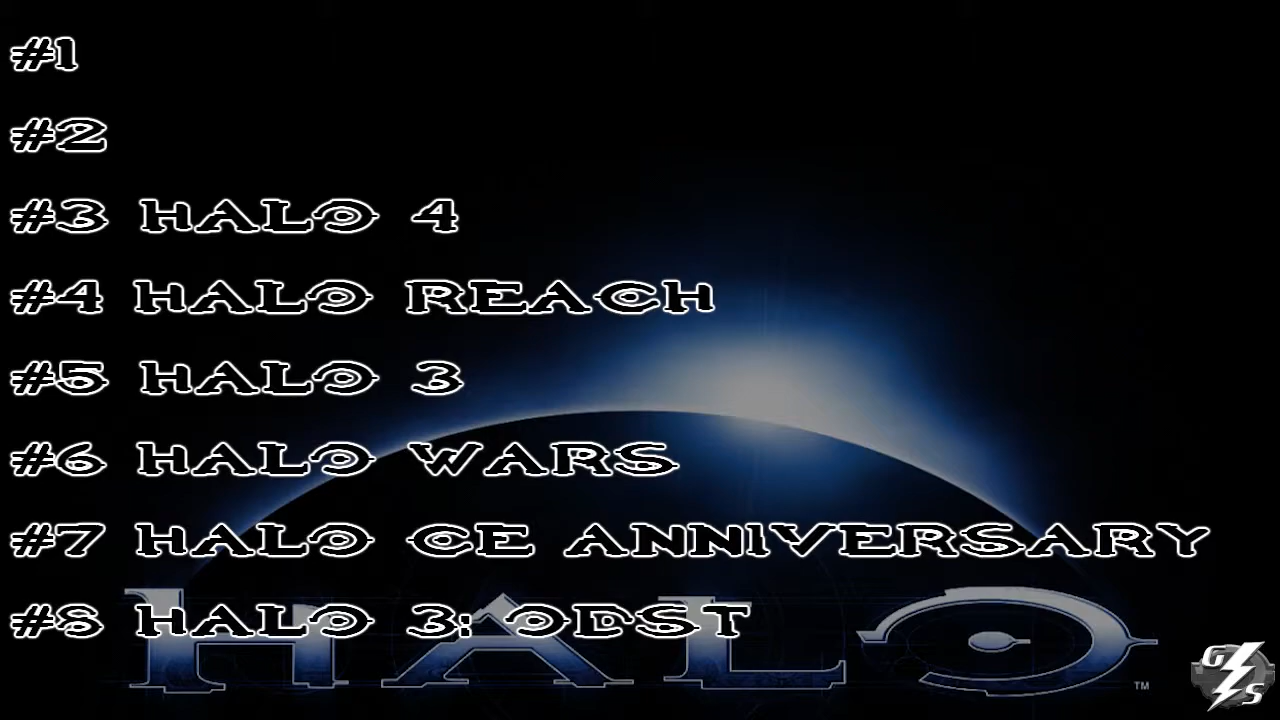 #1
#2
#3 HALO 4
#4 HALO REACH
#5 HALO 3
#6 HALO WARS
#7 HALO CE ANNIVERSARY
#8 HALO 3: ODST
HALO™
G S